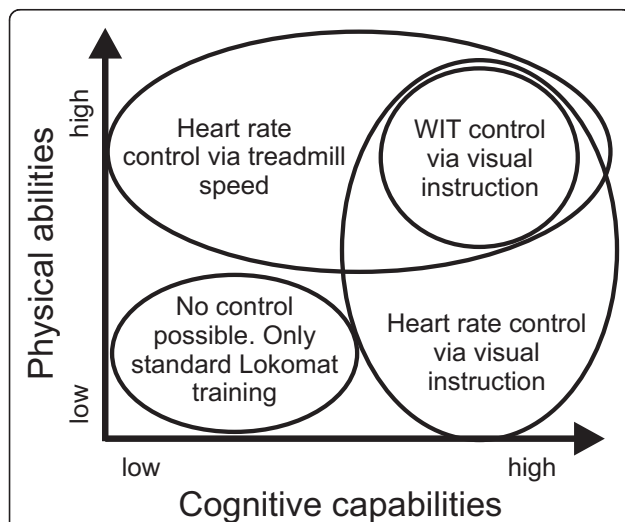 Physical abilities
high
low
Heart rate
control via treadmill
speed
WIT control
via visual
instruction
No control
possible. Only
standard Lokomat
training
Heart rate control
via visual
instruction
low
high
Cognitive capabilities